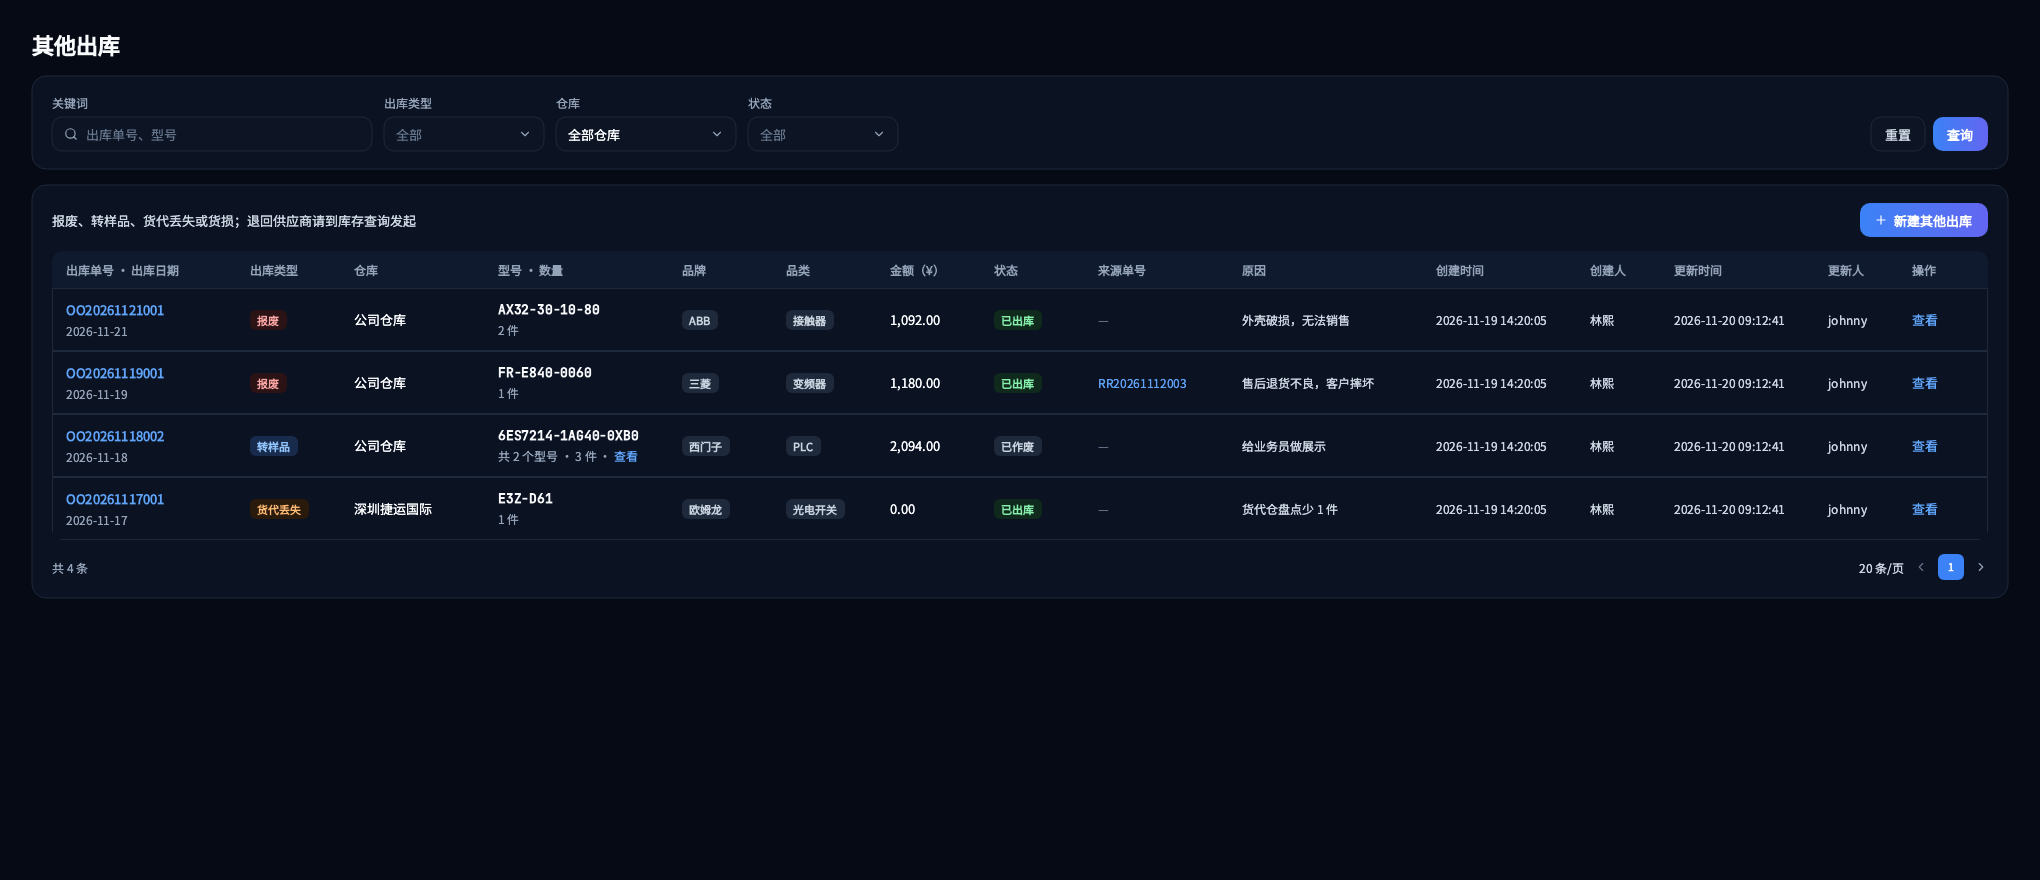 其他出库
关键词 出库类型 仓库 状态
出库单号、型号 全部 全部仓库 全部 重置 查询
报废、转样品、货代丢失或货损；退回供应商请到库存查询发起 + 新建其他出库
出库单号 · 出库日期 出库类型 仓库 型号 · 数量 品牌 品类 金额（¥） 状态 来源单号 原因 创建时间 创建人 更新时间 更新人 操作
OO20261121001 报废 公司仓库 AX32-30-10-80 ABB 接触器 1,092.00 已出库 — 外壳破损，无法销售 2026-11-19 14:20:05 林熙 2026-11-20 09:12:41 johnny 查看
2026-11-21 2 件
OO20261119001 报废 公司仓库 FR-E840-0060 三菱 变频器 1,180.00 已出库 RR20261112003 售后退货不良，客户摔坏 2026-11-19 14:20:05 林熙 2026-11-20 09:12:41 johnny 查看
2026-11-19 1 件
OO20261118002 转样品 公司仓库 6ES7214-1AG40-0XB0 西门子 PLC 2,094.00 已作废 — 给业务员做展示 2026-11-19 14:20:05 林熙 2026-11-20 09:12:41 johnny 查看
2026-11-18 共 2 个型号 · 3 件 · 查看
OO20261117001 货代丢失 深圳捷运国际 E3Z-D61 欧姆龙 光电开关 0.00 已出库 — 货代仓盘点少 1 件 2026-11-19 14:20:05 林熙 2026-11-20 09:12:41 johnny 查看
2026-11-17 1 件
共 4 条 20 条/页 1